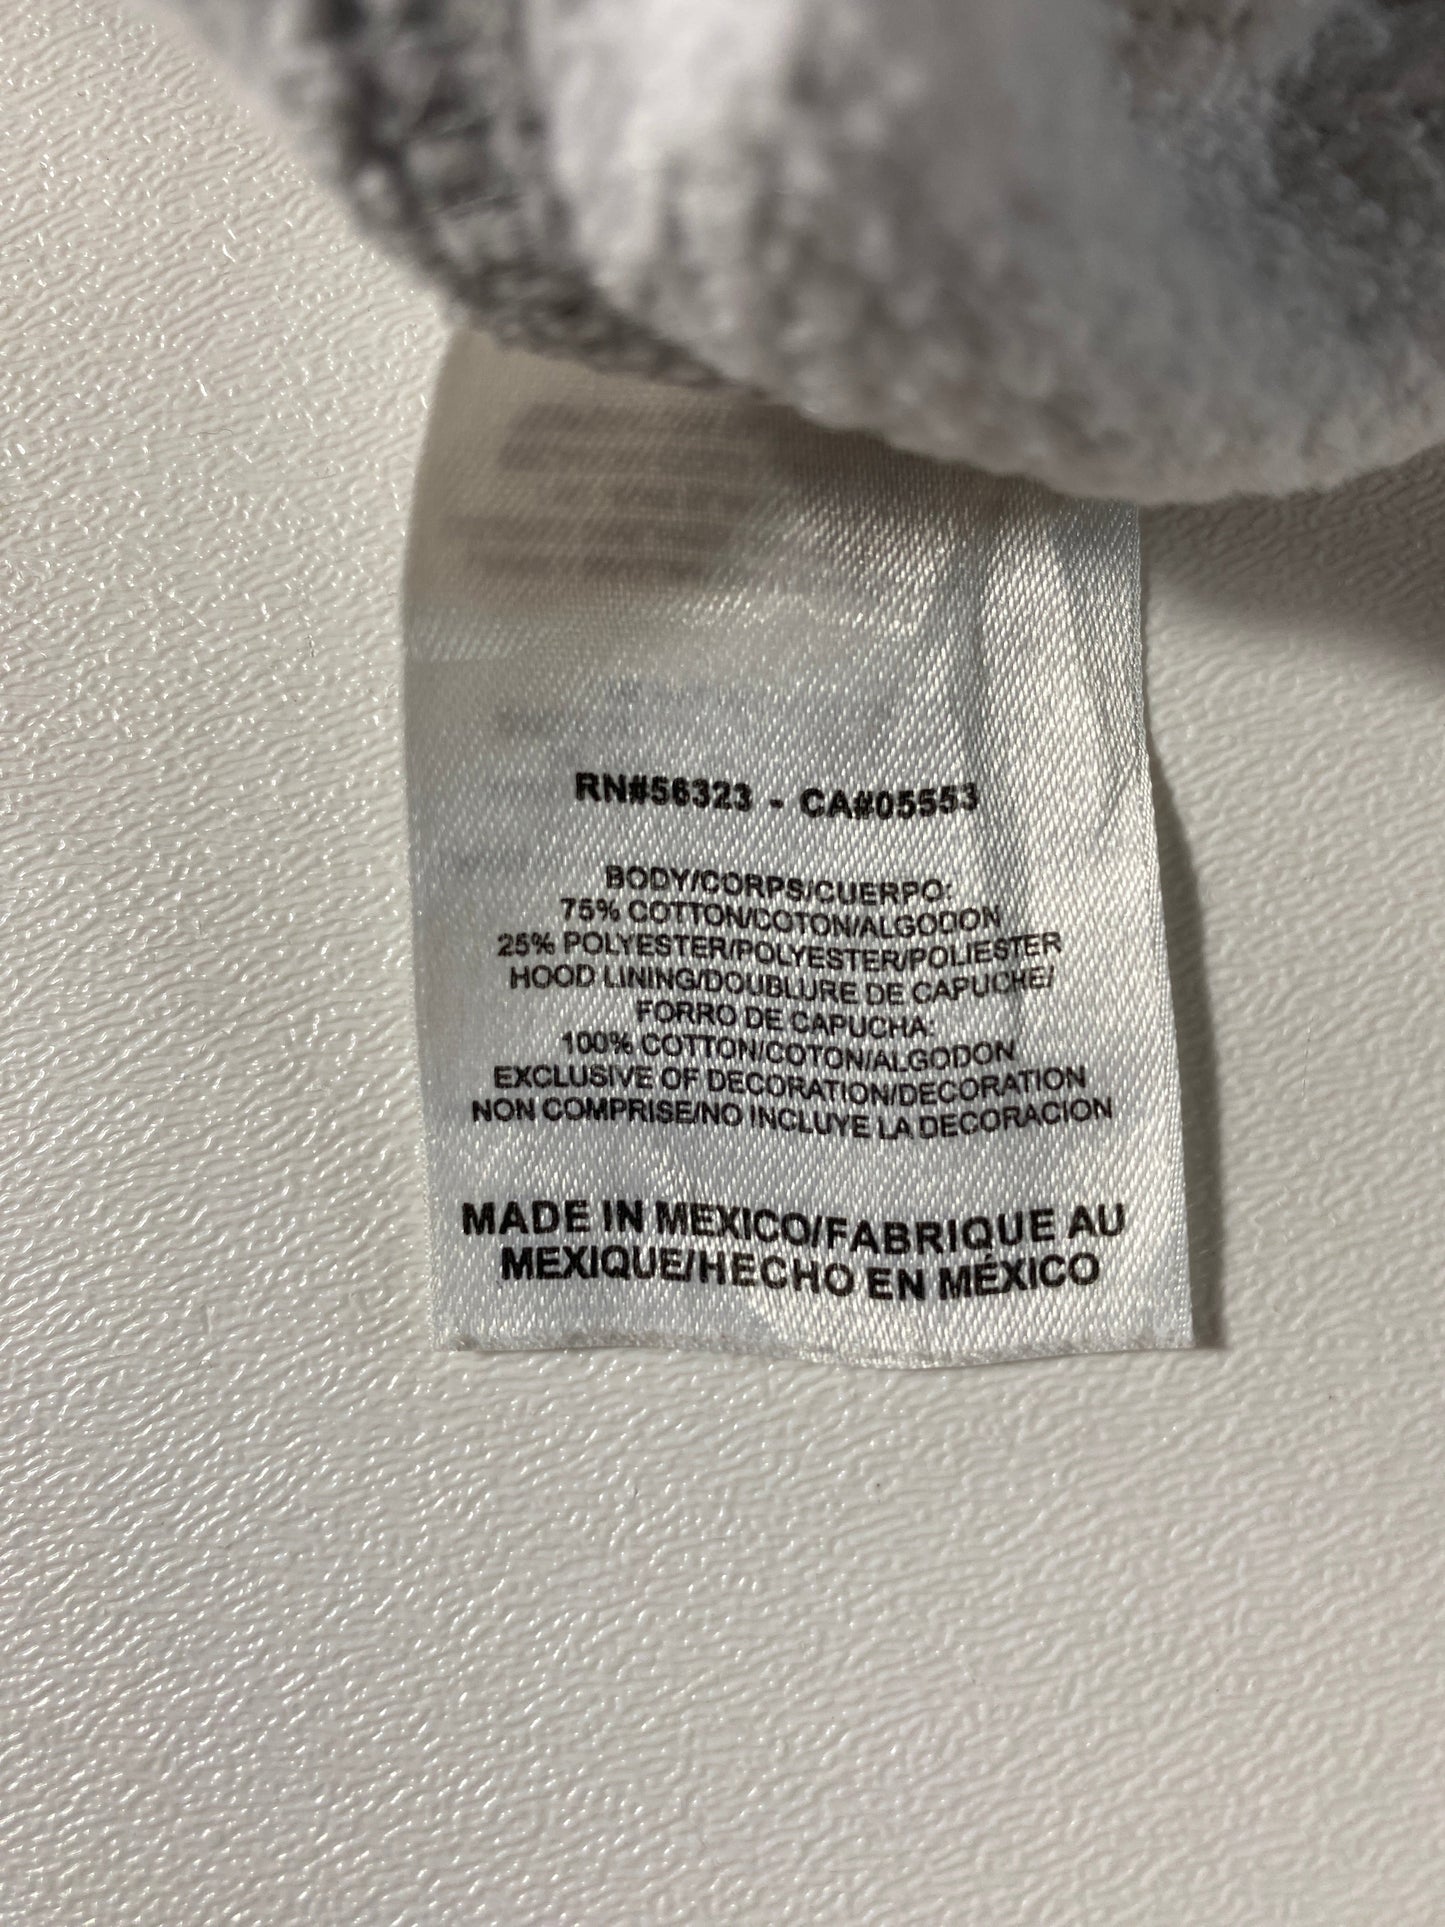 RN#56323 - CA#05553
BODY/CORPS/CUERPO:
75% COTTON/COTON/ALGODON
25% POLYESTER/POLYESTER/POLIESTER
HOOD LINING/DOUBLURE DE CAPUCHE/
FORRO DE CAPUCHA:
100% COTTON/COTON/ALGODON
EXCLUSIVE OF DECORATION/DECORATION
NON COMPRISE/NO INCLUYE LA DECORACION
MADE IN MEXICO/FABRIQUE AU
MEXIQUE/HECHO EN MÉXICO